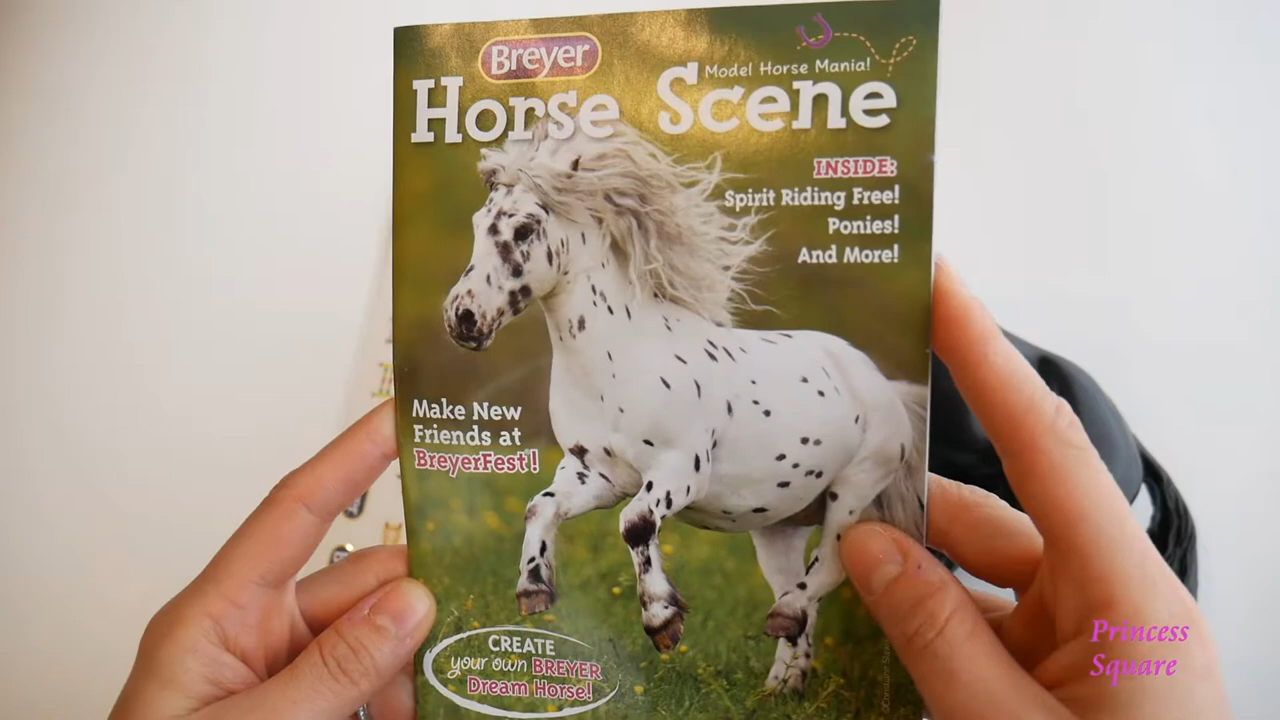 Breyer
Model Horse Mania!
Horse Scene
INSIDE:
Spirit Riding Free!
Ponies!
And More!
Make New
Friends at
BreyerFest!
CREATE
your own BREYER
Dream Horse!
Princess
Square